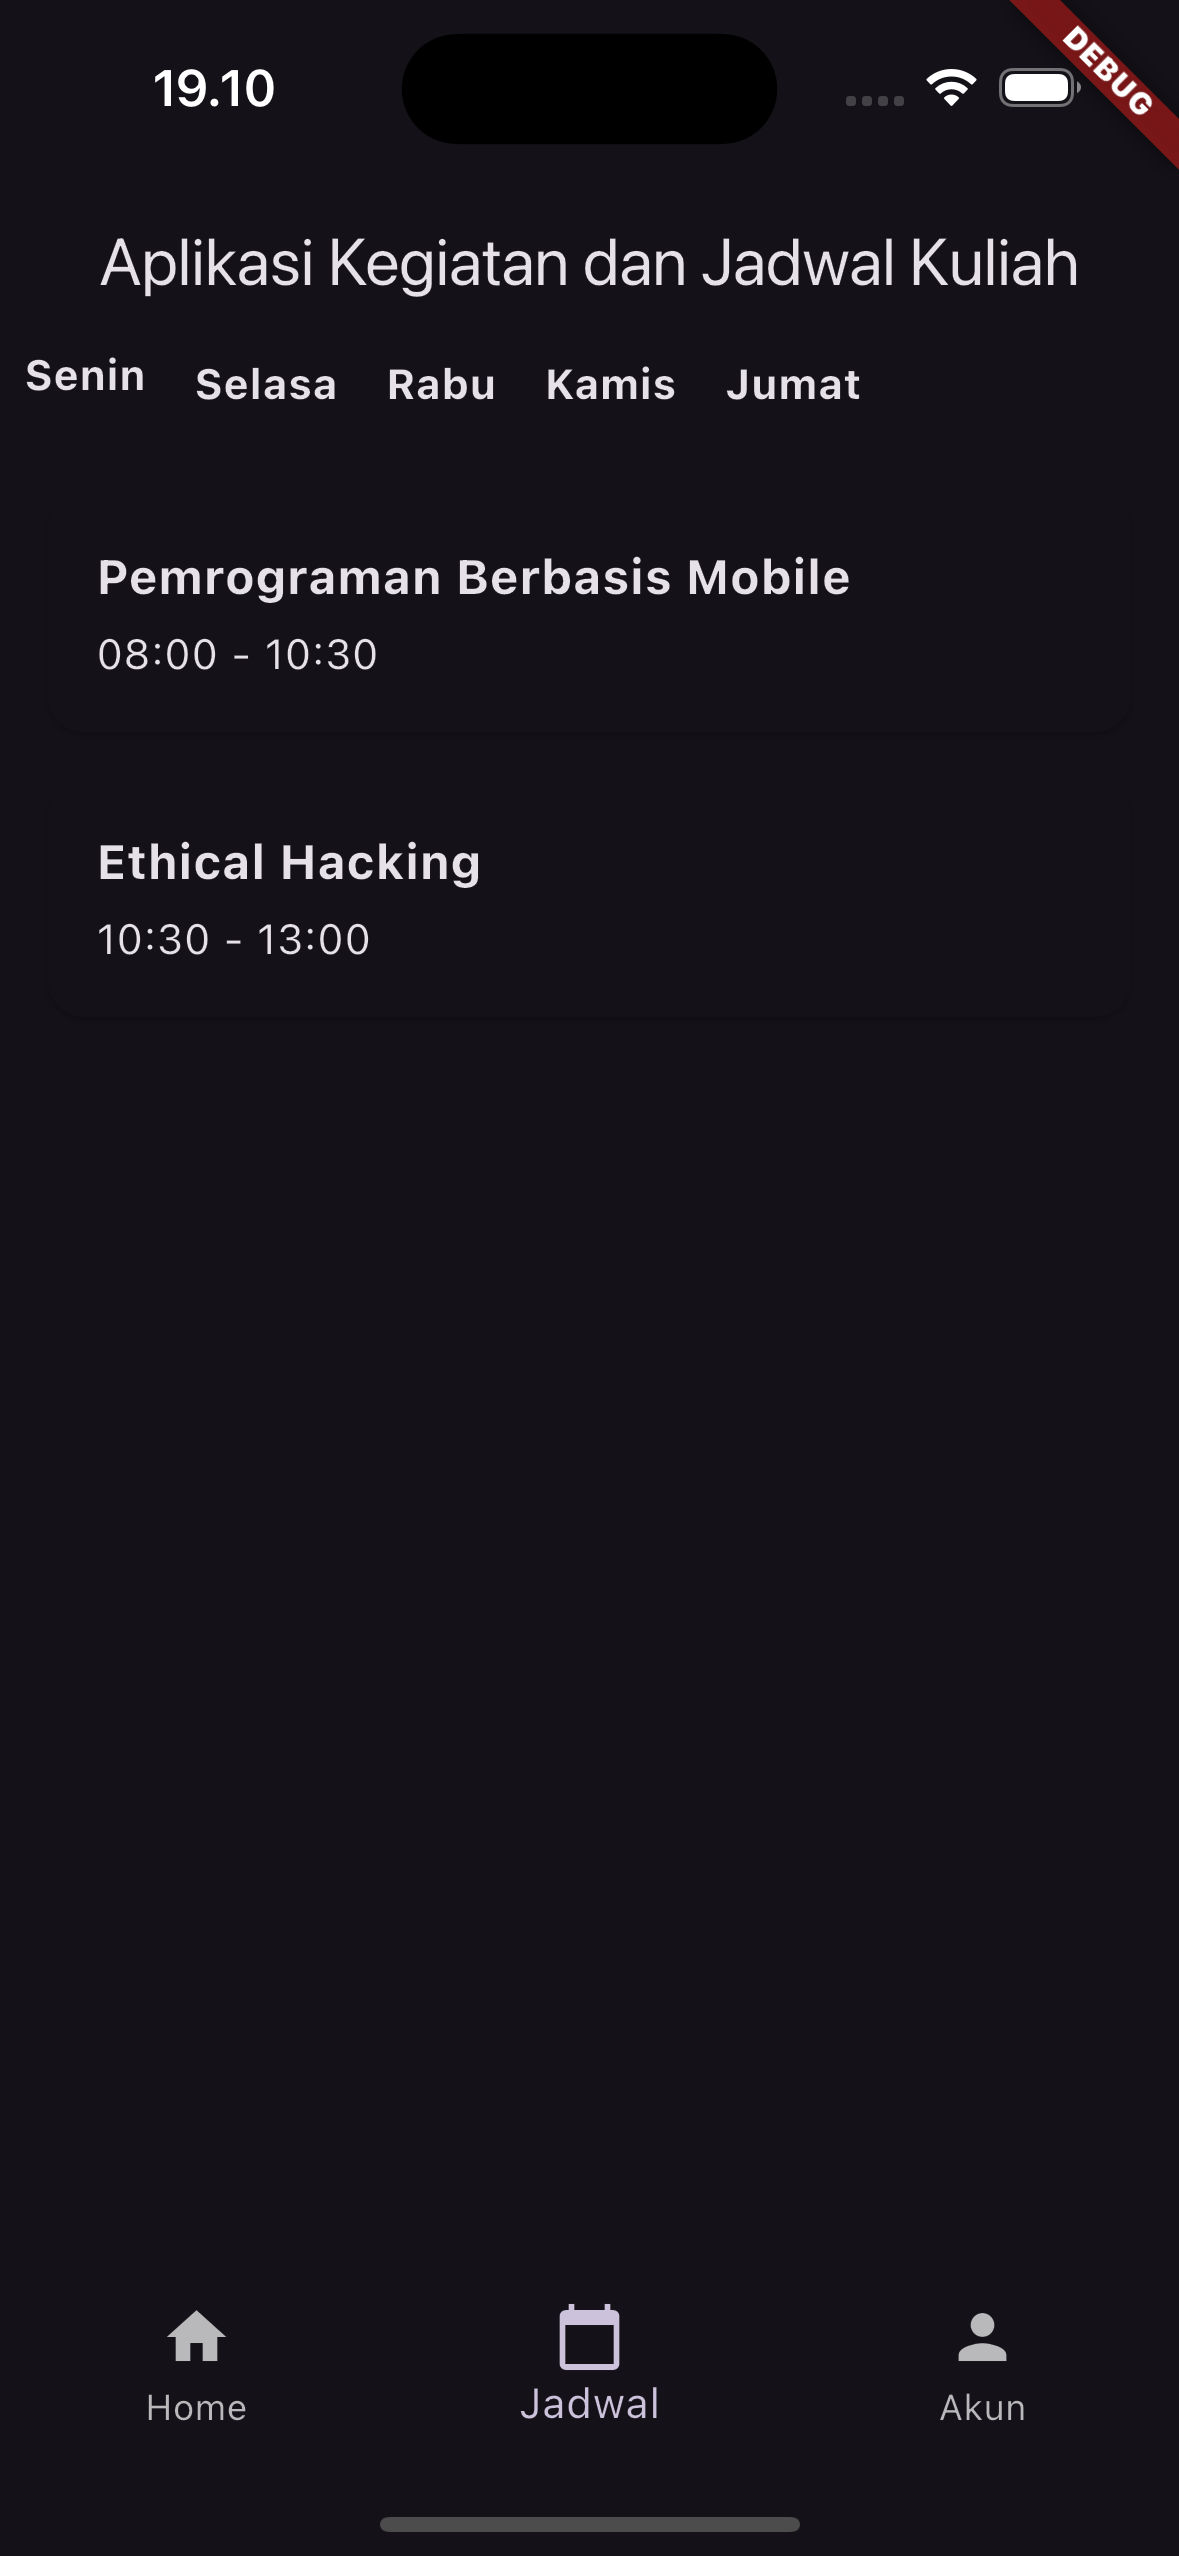 19.10
DEBUG
Aplikasi Kegiatan dan Jadwal Kuliah
Senin Selasa Rabu Kamis Jumat
Pemrograman Berbasis Mobile
08:00 - 10:30
Ethical Hacking
10:30 - 13:00
Home Jadwal Akun